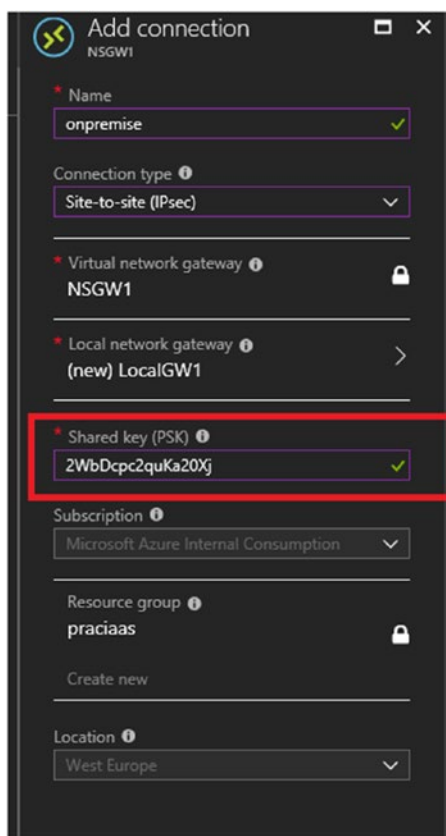 Add connection
NSGW1
* Name
onpremise
Connection type
Site-to-site (IPsec)
* Virtual network gateway
NSGW1
* Local network gateway
(new) LocalGW1
* Shared key (PSK)
2WbDcpc2quKa20Xj
Subscription
Microsoft Azure Internal Consumption
Resource group
praciaas
Create new
Location
West Europe